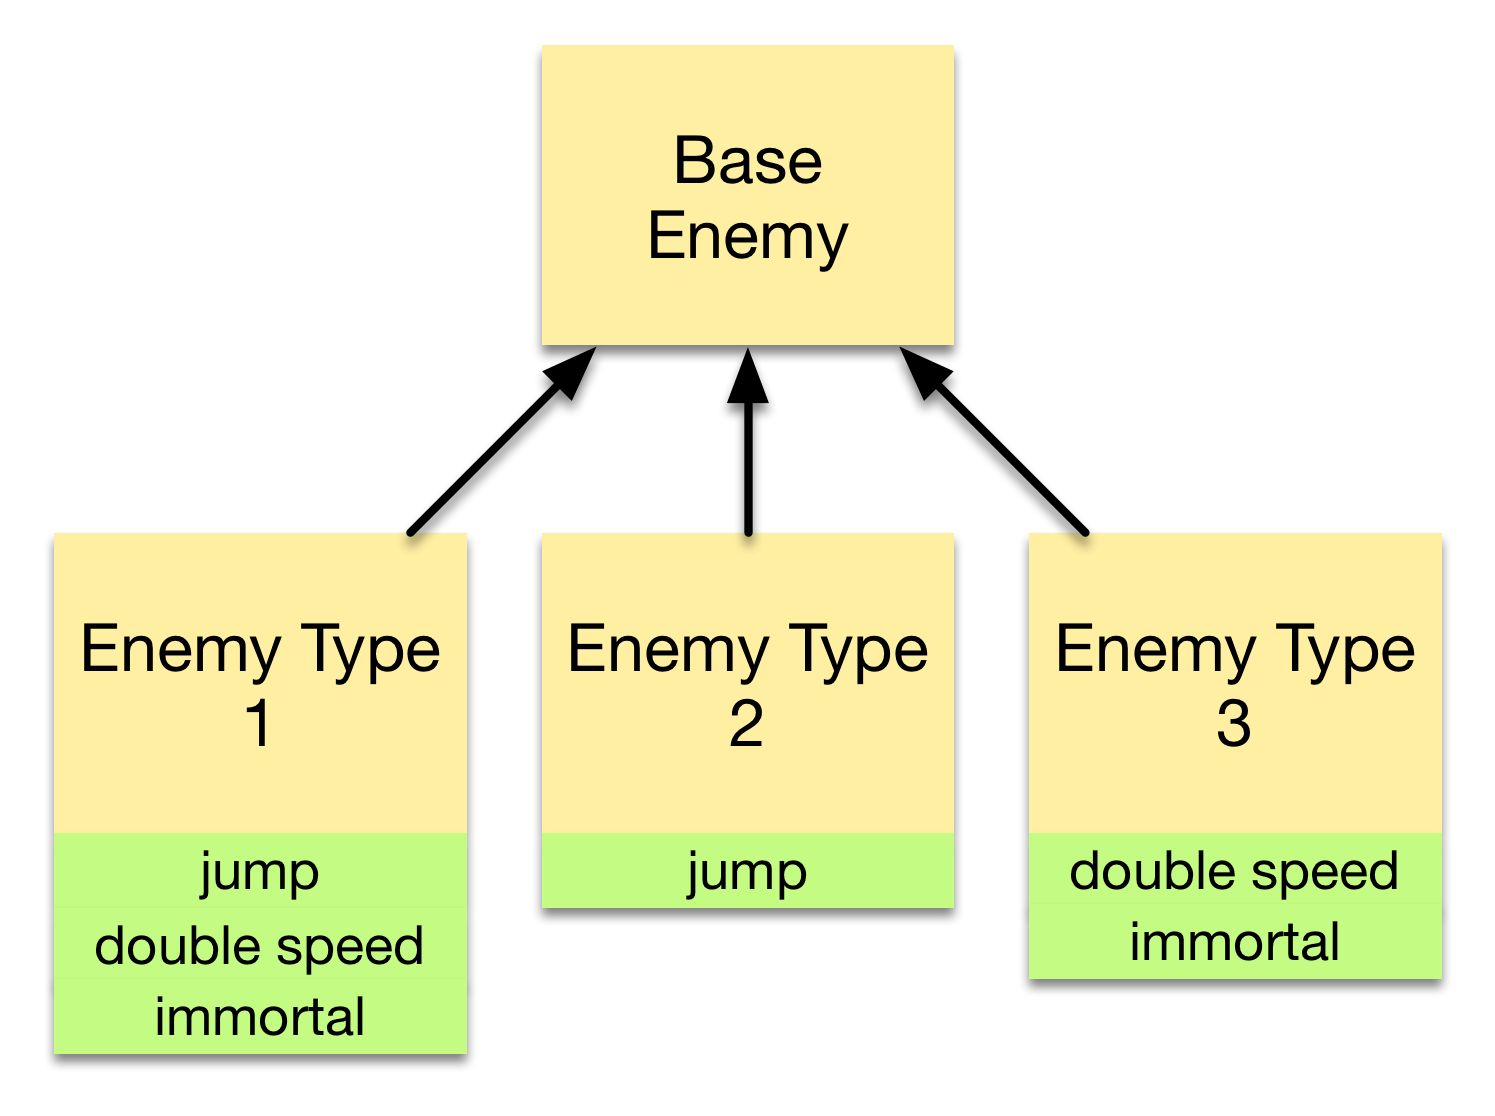 Base
Enemy
Enemy Type
1
jump
double speed
immortal
Enemy Type
2
jump
Enemy Type
3
double speed
immortal